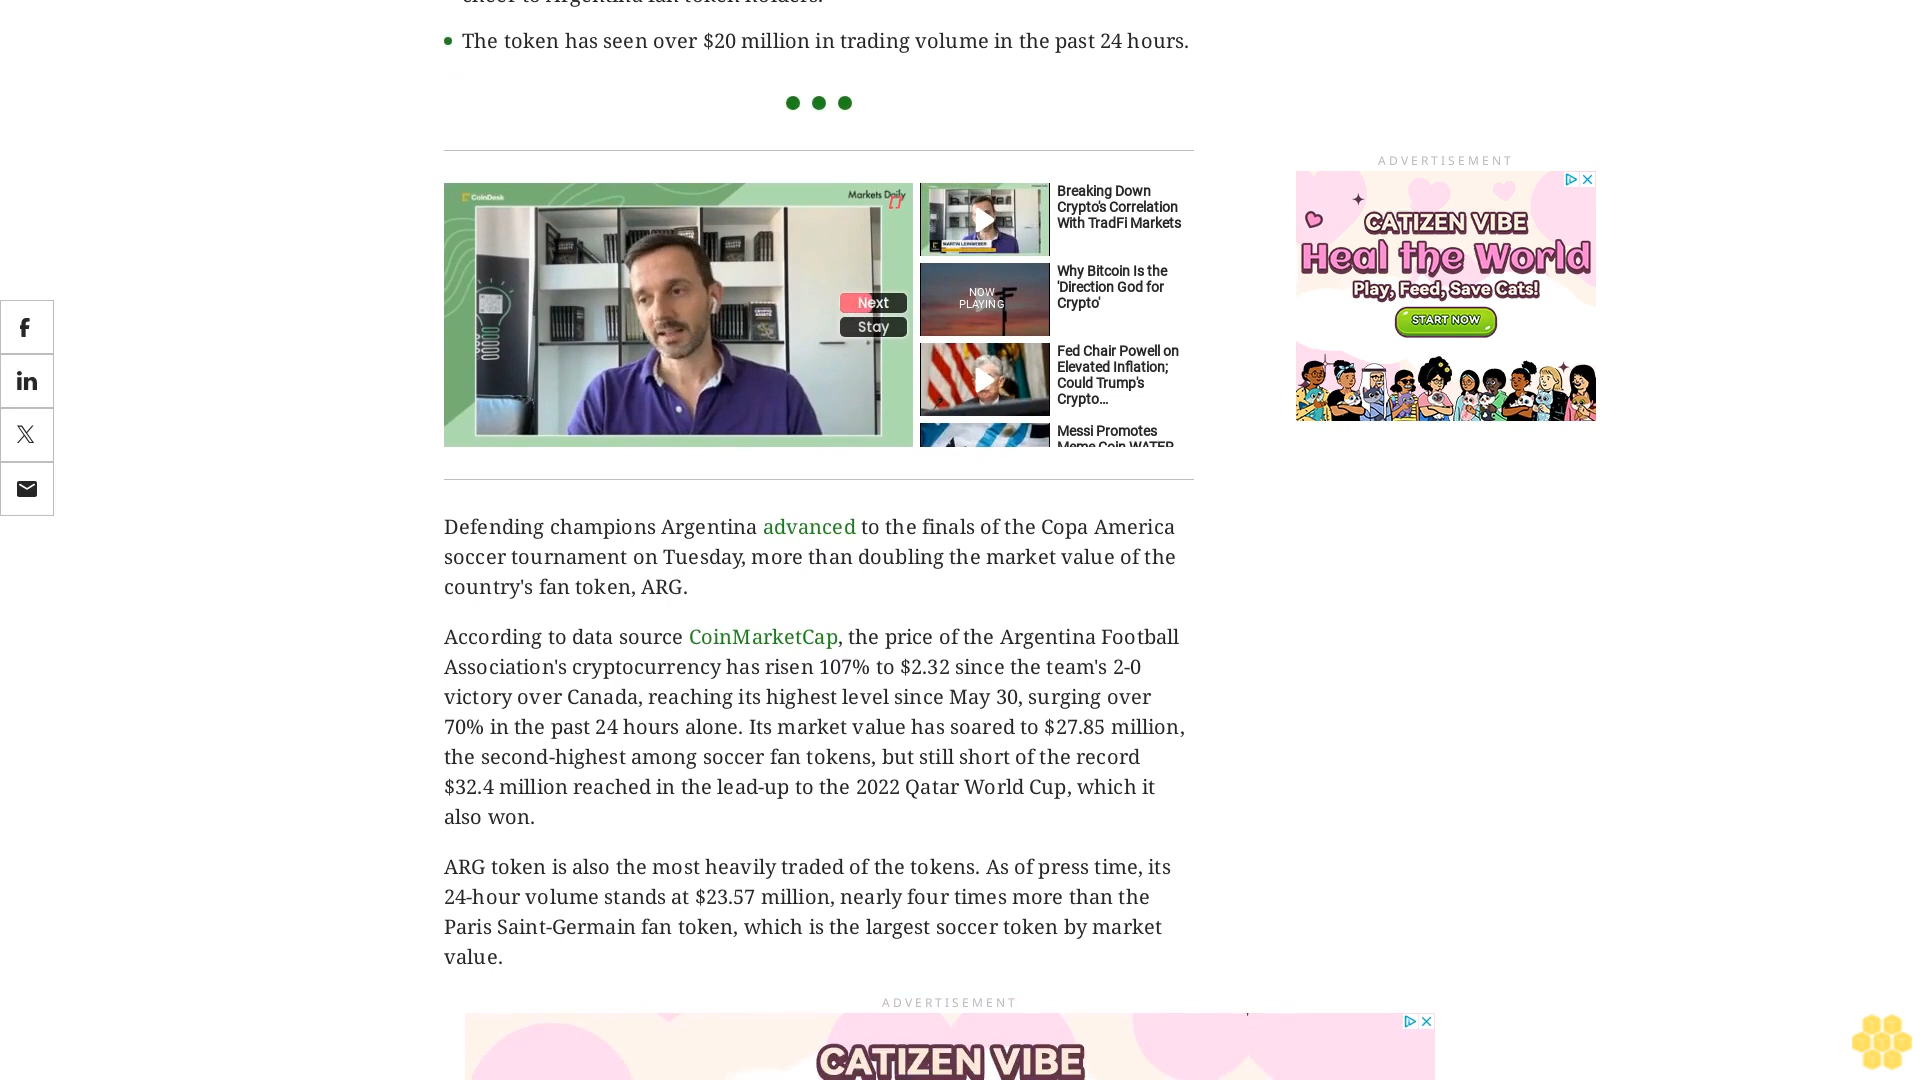 The token has seen over $20 million in trading volume in the past 24 hours.
CoinDesk
Markets Daily
Next
Stay
MARTIN LEINWEBER
Breaking Down
Crypto's Correlation
With TradFi Markets
NOW
PLAYING
Why Bitcoin Is the
'Direction God for
Crypto'
Fed Chair Powell on
Elevated Inflation;
Could Trump's
Crypto...
Messi Promotes
Meme Coin WATER
ADVERTISEMENT
CATIZEN VIBE
Heal the World
Play, Feed, Save Cats!
START NOW
Defending champions Argentina advanced to the finals of the Copa America
soccer tournament on Tuesday, more than doubling the market value of the
country's fan token, ARG.
According to data source CoinMarketCap, the price of the Argentina Football
Association's cryptocurrency has risen 107% to $2.32 since the team's 2-0
victory over Canada, reaching its highest level since May 30, surging over
70% in the past 24 hours alone. Its market value has soared to $27.85 million,
the second-highest among soccer fan tokens, but still short of the record
$32.4 million reached in the lead-up to the 2022 Qatar World Cup, which it
also won.
ARG token is also the most heavily traded of the tokens. As of press time, its
24-hour volume stands at $23.57 million, nearly four times more than the
Paris Saint-Germain fan token, which is the largest soccer token by market
value.
ADVERTISEMENT
CATIZEN VIBE